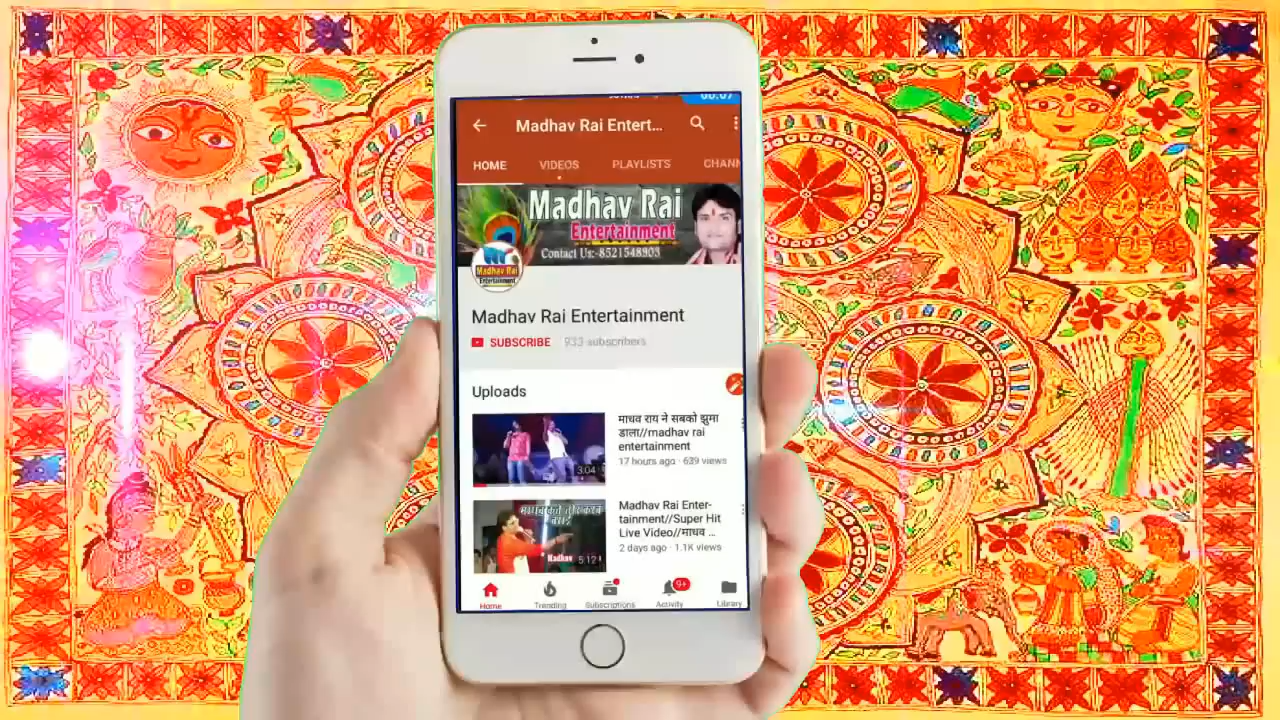 Madhav Rai Entert...
HOME VIDEOS PLAYLISTS CHANN
Madhav Rai
Entertainment
Contact Us:-8521548903
Madhav Rai
Entertainment
Madhav Rai Entertainment
SUBSCRIBE 933 subscribers
Uploads
3:04
माधव राय ने सबको झुमा
डाला//madhav rai
entertainment
17 hours ago · 639 views
Madhav
5:12
Madhav Rai Enter-
tainment//Super Hit
Live Video//माधव ...
2 days ago · 1.1K views
9+
Home Trending Subscriptions Activity Library